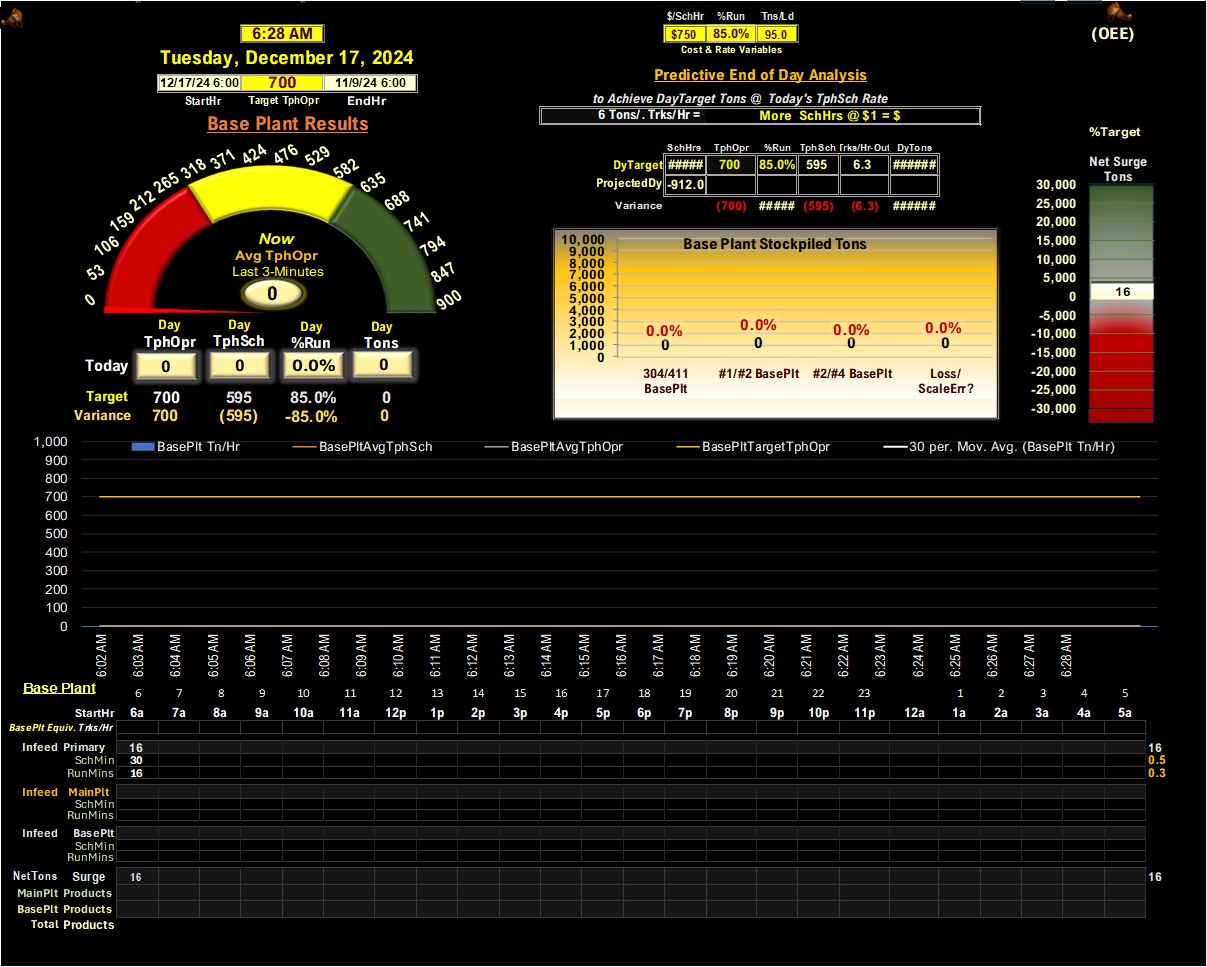 6:28 AM
Tuesday, December 17, 2024
12/17/24 6:00 700 11/9/24 6:00
StartHr Target TphOpr EndHr
Base Plant Results
0 53 106 159 212 265 318 371 424 476 529 582 635 688 741 794 847 900
Now
Avg TphOpr
Last 3-Minutes
0
Day Day Day Day
TphOpr TphSch %Run Tons
Today 0 0 0.0% 0
Target 700 595 85.0% 0
Variance 700 (595) -85.0% 0
$/SchHr %Run Tns/Ld
$750 85.0% 95.0
Cost & Rate Variables
Predictive End of Day Analysis
to Achieve DayTarget Tons @ Today's TphSch Rate
6 Tons/. Trks/Hr = More SchHrs @ $1 = $
SchHrs TphOpr %Run TphSch Trks/Hr-Out DyTons
DyTarget ##### 700 85.0% 595 6.3 ######
ProjectedDy -912.0
Variance (700) ##### (595) (6.3) ######
Base Plant Stockpiled Tons
10,000
9,000
8,000
7,000
6,000
5,000
4,000
3,000
2,000
1,000
0
0.0% 0.0% 0.0% 0.0%
0 0 0 0
304/411 BasePlt
#1/#2 BasePlt
#2/#4 BasePlt
Loss/ ScaleErr?
(OEE)
%Target
Net Surge
Tons
30,000
25,000
20,000
15,000
10,000
5,000
0
-5,000
-10,000
-15,000
-20,000
-25,000
-30,000
16
BasePlt Tn/Hr BasePltAvgTphSch BasePltAvgTphOpr BasePltTargetTphOpr 30 per. Mov. Avg. (BasePlt Tn/Hr)
1,000
900
800
700
600
500
400
300
200
100
0
6:02 AM 6:03 AM 6:04 AM 6:05 AM 6:06 AM 6:07 AM 6:08 AM 6:09 AM 6:10 AM 6:11 AM 6:12 AM 6:13 AM 6:14 AM 6:15 AM 6:16 AM 6:17 AM 6:18 AM 6:19 AM 6:20 AM 6:21 AM 6:22 AM 6:23 AM 6:24 AM 6:25 AM 6:26 AM 6:27 AM 6:28 AM
Base Plant 6 7 8 9 10 11 12 13 14 15 16 17 18 19 20 21 22 23 1 2 3 4 5
StartHr 6a 7a 8a 9a 10a 11a 12p 1p 2p 3p 4p 5p 6p 7p 8p 9p 10p 11p 12a 1a 2a 3a 4a 5a
BasePlt Equiv. Trks/Hr
Infeed Primary 16 16
SchMin 30 0.5
RunMins 16 0.3
Infeed MainPlt
SchMin
RunMins
Infeed BasePlt
SchMin
RunMins
NetTons Surge 16 16
MainPlt Products
BasePlt Products
Total Products